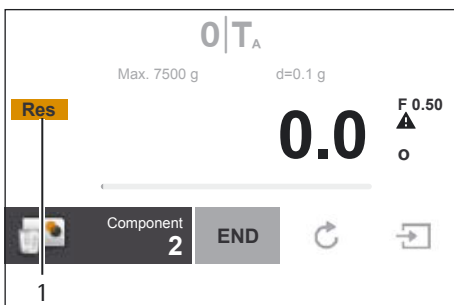 0|TA
Max. 7500 g d=0.1 g
Res
0.0
F 0.50
o
Component
2
END
1